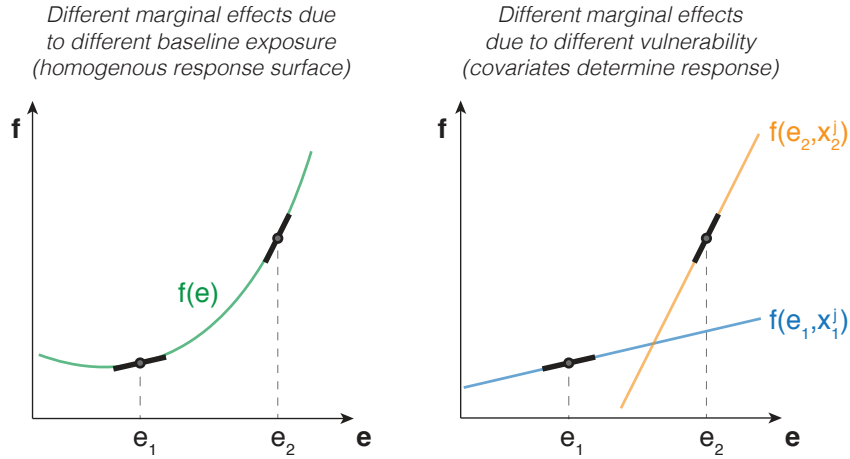 Different marginal effects due
to different baseline exposure
(homogenous response surface)
f
f(e)
e₁
e₂
e
Different marginal effects
due to different vulnerability
(covariates determine response)
f
f(e₂,x₂ʲ)
f(e₁,x₁ʲ)
e₁
e₂
e